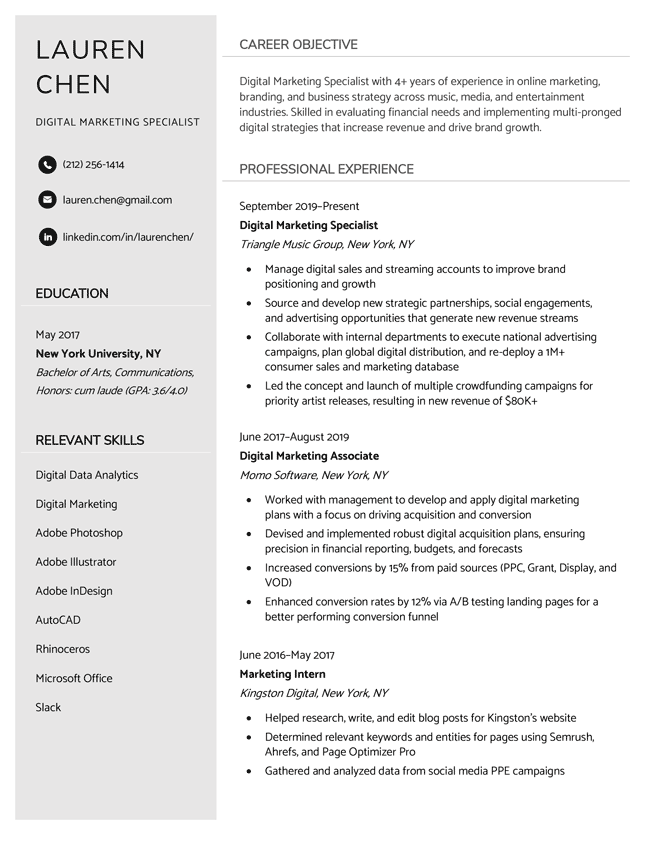 LAUREN
CHEN
DIGITAL MARKETING SPECIALIST
(212) 256-1414
lauren.chen@gmail.com
linkedin.com/in/laurenchen/
EDUCATION
May 2017
New York University, NY
Bachelor of Arts, Communications,
Honors: cum laude (GPA: 3.6/4.0)
RELEVANT SKILLS
Digital Data Analytics
Digital Marketing
Adobe Photoshop
Adobe Illustrator
Adobe InDesign
AutoCAD
Rhinoceros
Microsoft Office
Slack
CAREER OBJECTIVE
Digital Marketing Specialist with 4+ years of experience in online marketing,
branding, and business strategy across music, media, and entertainment
industries. Skilled in evaluating financial needs and implementing multi-pronged
digital strategies that increase revenue and drive brand growth.
PROFESSIONAL EXPERIENCE
September 2019–Present
Digital Marketing Specialist
Triangle Music Group, New York, NY
• Manage digital sales and streaming accounts to improve brand
positioning and growth
• Source and develop new strategic partnerships, social engagements,
and advertising opportunities that generate new revenue streams
• Collaborate with internal departments to execute national advertising
campaigns, plan global digital distribution, and re-deploy a 1M+
consumer sales and marketing database
• Led the concept and launch of multiple crowdfunding campaigns for
priority artist releases, resulting in new revenue of $80K+
June 2017–August 2019
Digital Marketing Associate
Momo Software, New York, NY
• Worked with management to develop and apply digital marketing
plans with a focus on driving acquisition and conversion
• Devised and implemented robust digital acquisition plans, ensuring
precision in financial reporting, budgets, and forecasts
• Increased conversions by 15% from paid sources (PPC, Grant, Display, and
VOD)
• Enhanced conversion rates by 12% via A/B testing landing pages for a
better performing conversion funnel
June 2016–May 2017
Marketing Intern
Kingston Digital, New York, NY
• Helped research, write, and edit blog posts for Kingston's website
• Determined relevant keywords and entities for pages using Semrush,
Ahrefs, and Page Optimizer Pro
• Gathered and analyzed data from social media PPE campaigns